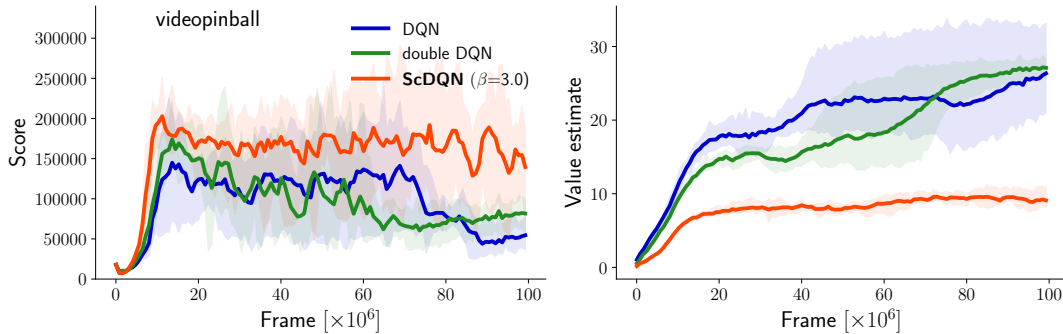 videopinball
DQN
double DQN
ScDQN (β=3.0)
Score
300000
250000
200000
150000
100000
50000
0
0 20 40 60 80 100
Frame [×10⁶]
Value estimate
30
20
10
0
0 20 40 60 80 100
Frame [×10⁶]